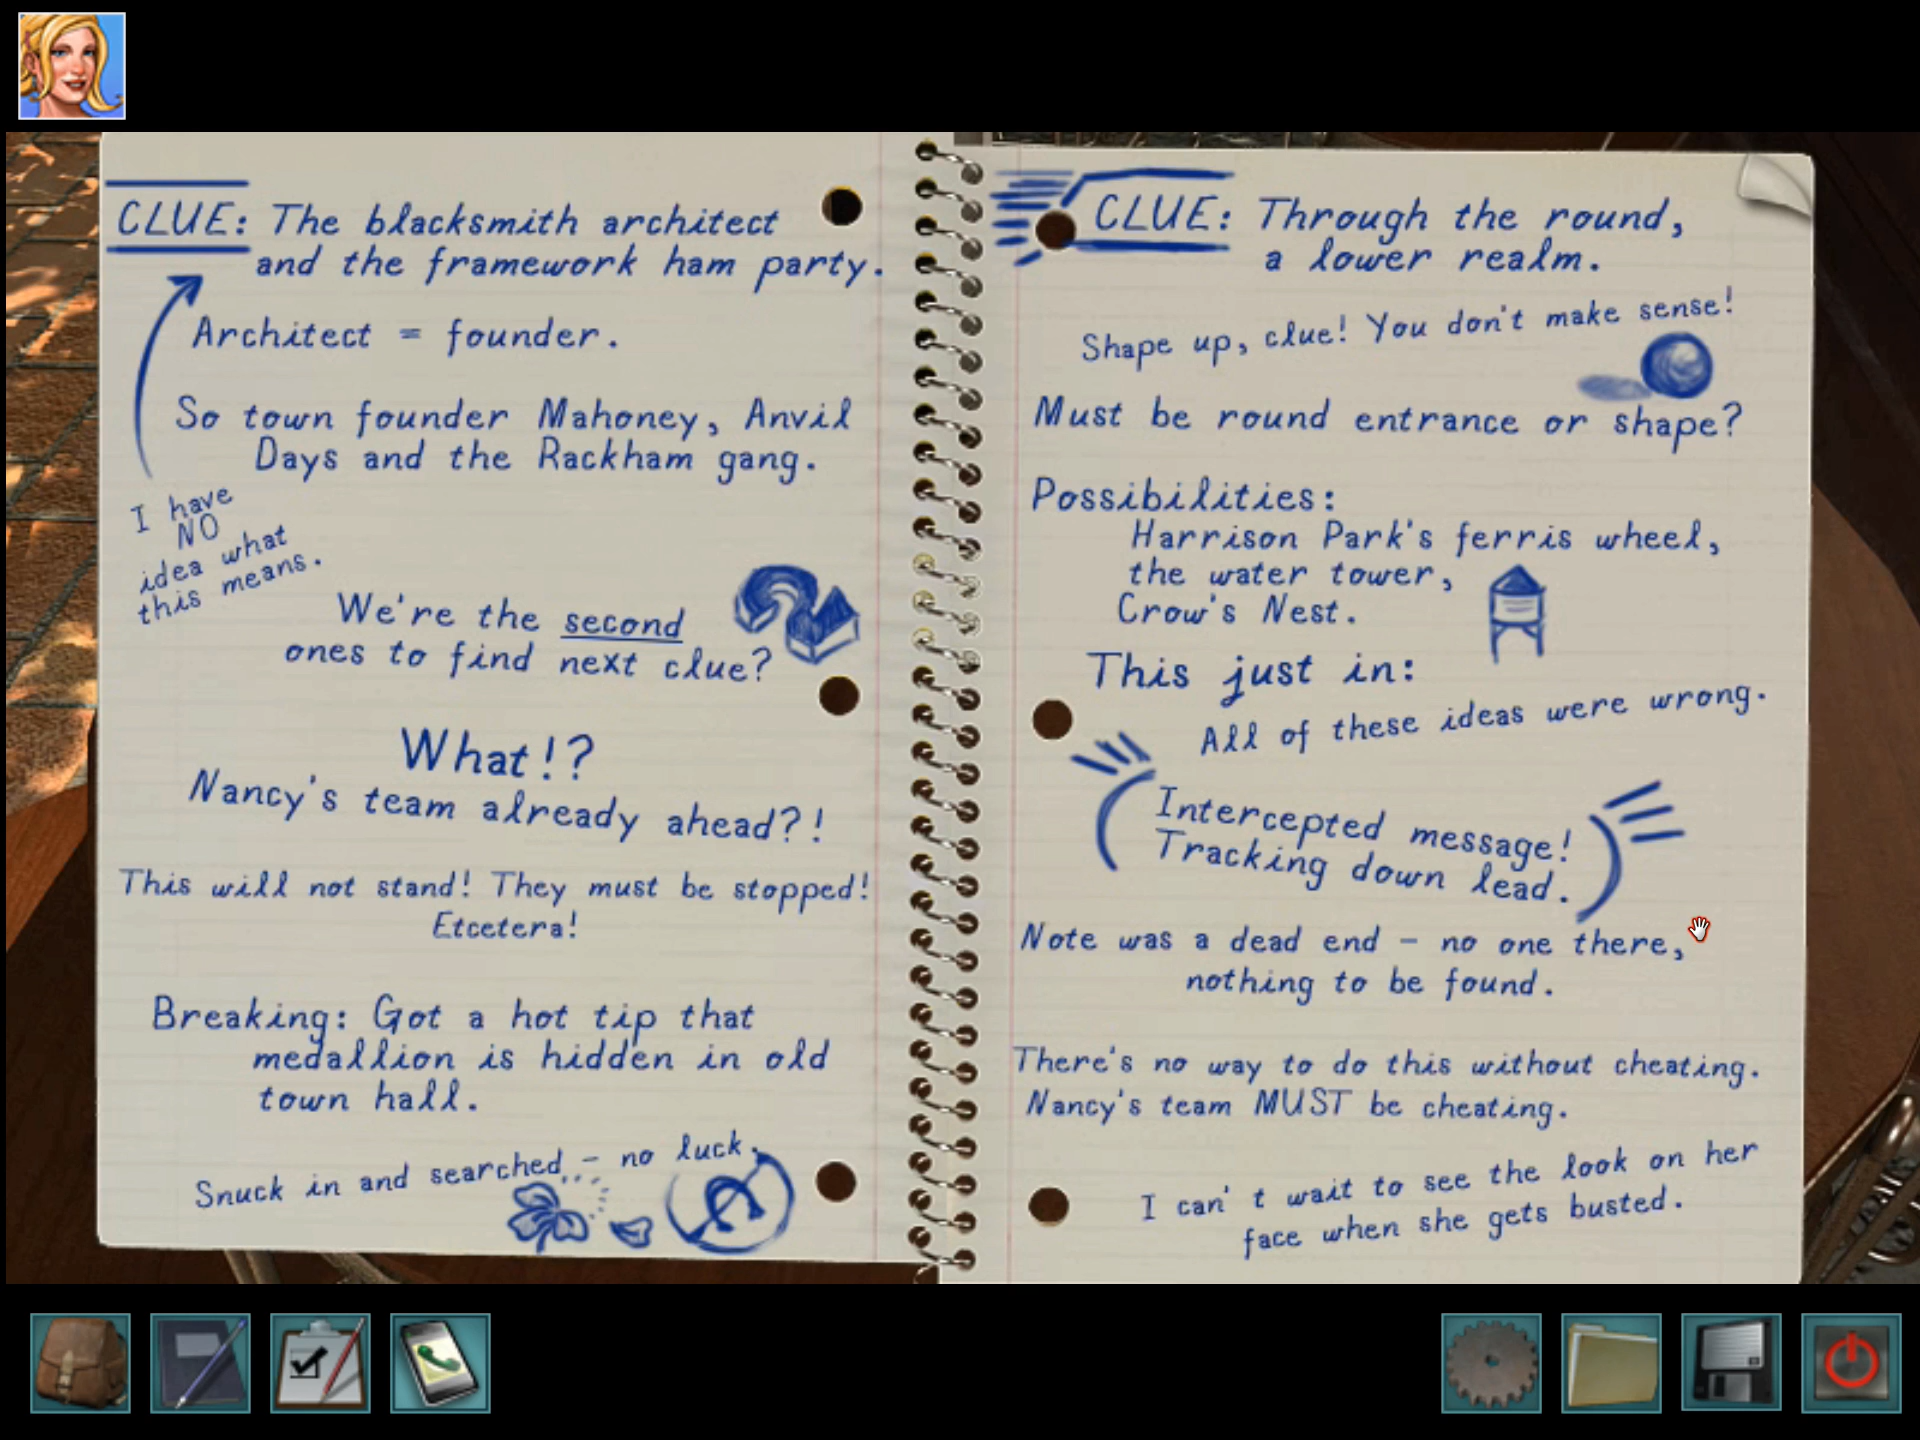 CLUE: The blacksmith architect
and the framework ham party.
Architect = founder.
So town founder Mahoney, Anvil
Days and the Rackham gang.
I have
NO
idea what
this means.
We're the second
ones to find next clue?
What!?
Nancy's team already ahead?!
This will not stand! They must be stopped!
Etcetera!
Breaking: Got a hot tip that
medallion is hidden in old
town hall.
Snuck in and searched - no luck.
CLUE: Through the round,
a lower realm.
Shape up, clue! You don't make sense!
Must be round entrance or shape?
Possibilities:
Harrison Park's ferris wheel,
the water tower,
Crow's Nest.
This just in:
All of these ideas were wrong.
Intercepted message!
Tracking down lead.
Note was a dead end - no one there,
nothing to be found.
There's no way to do this without cheating.
Nancy's team MUST be cheating.
I can't wait to see the look on her
face when she gets busted.